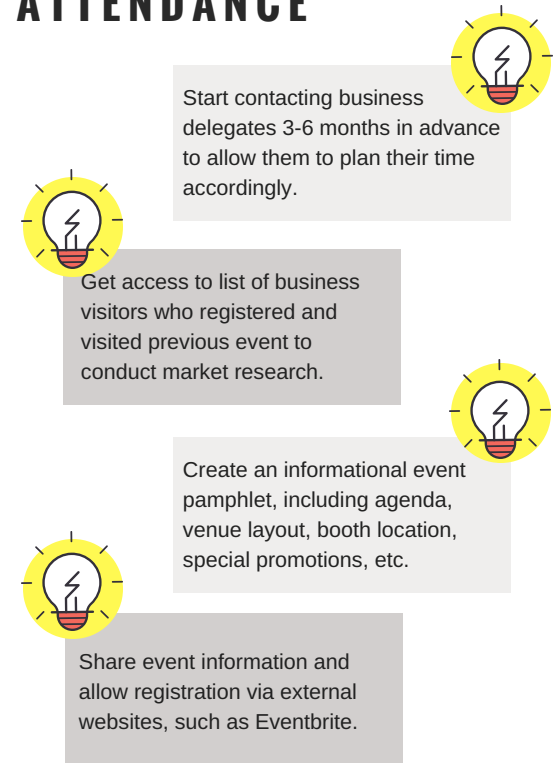 ATTENDANCE
Start contacting business
delegates 3-6 months in advance
to allow them to plan their time
accordingly.
Get access to list of business
visitors who registered and
visited previous event to
conduct market research.
Create an informational event
pamphlet, including agenda,
venue layout, booth location,
special promotions, etc.
Share event information and
allow registration via external
websites, such as Eventbrite.